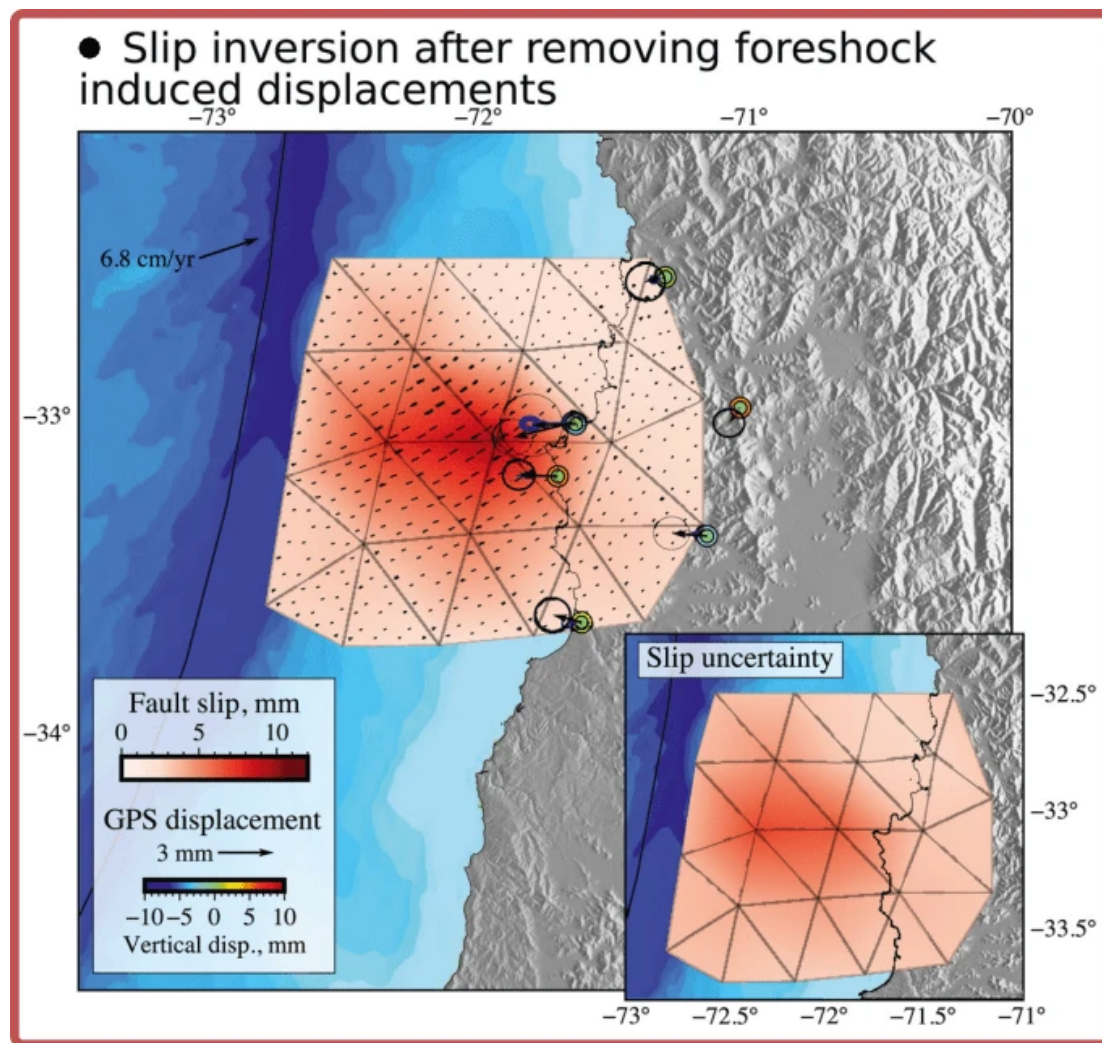 ● Slip inversion after removing foreshock
induced displacements
−73° −72° −71° −70°
6.8 cm/yr
−33°
−34°
Fault slip, mm
0 5 10
GPS displacement
3 mm
−10 −5 0 5 10
Vertical disp., mm
Slip uncertainty
−32.5°
−33°
−33.5°
−73° −72.5° −72° −71.5° −71°